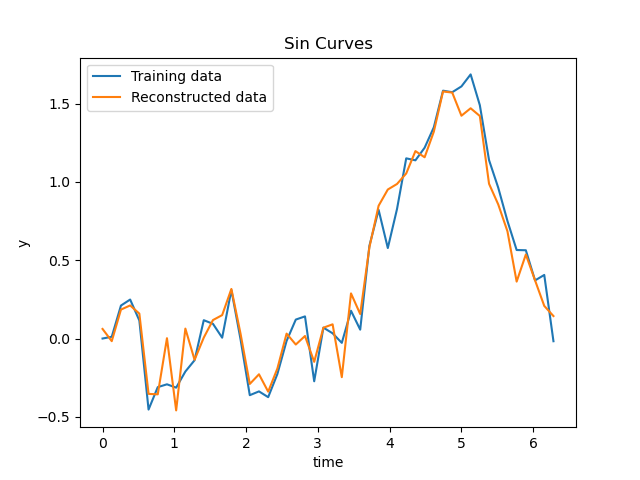 Sin Curves
Training data
Reconstructed data
1.5
1.0
0.5
0.0
−0.5
y
0 1 2 3 4 5 6
time